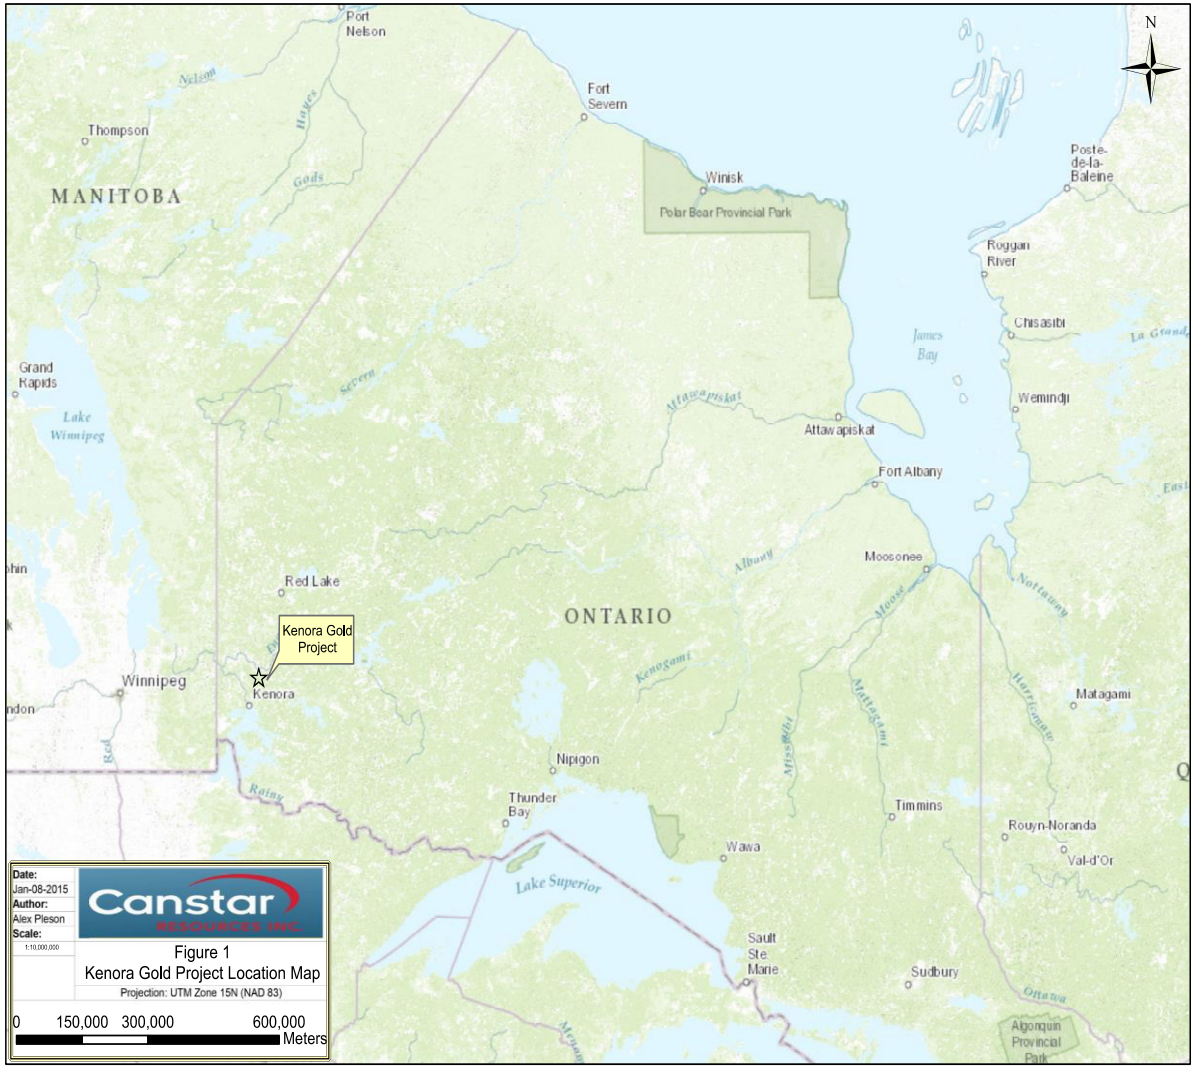 N
Port
Nelson
Nelson
Hayes
Fort
Severn
Thompson
Gods
MANITOBA
Winisk
Polar Bear Provincial Park
Poste-
de-la-
Baleine
Roggan
River
Chisasibi
La Grand
James
Bay
Grand
Rapids
Severn
Lake
Winnipeg
Attawapiskat
Attawapiskat
Wemindji
Fort Albany
East
Albany
Moosonee
Moose
Nottaway
Red Lake
ONTARIO
Kenora Gold
Project
Kenogami
Winnipeg
Kenora
Mattagami
Harricanaw
Matagami
Missinibi
Red
Nipigon
Rainy
Thunder
Bay
Timmins
Rouyn-Noranda
Val-d'Or
Wawa
Lake Superior
Sault
Ste.
Marie
Sudbury
Ottawa
Algonquin
Provincial
Park
Date:
Jan-08-2015
Author:
Alex Pleson
Scale:
1:10,000,000
Canstar
RESOURCES INC.
Figure 1
Kenora Gold Project Location Map
Projection: UTM Zone 15N (NAD 83)
0 150,000 300,000 600,000
Meters